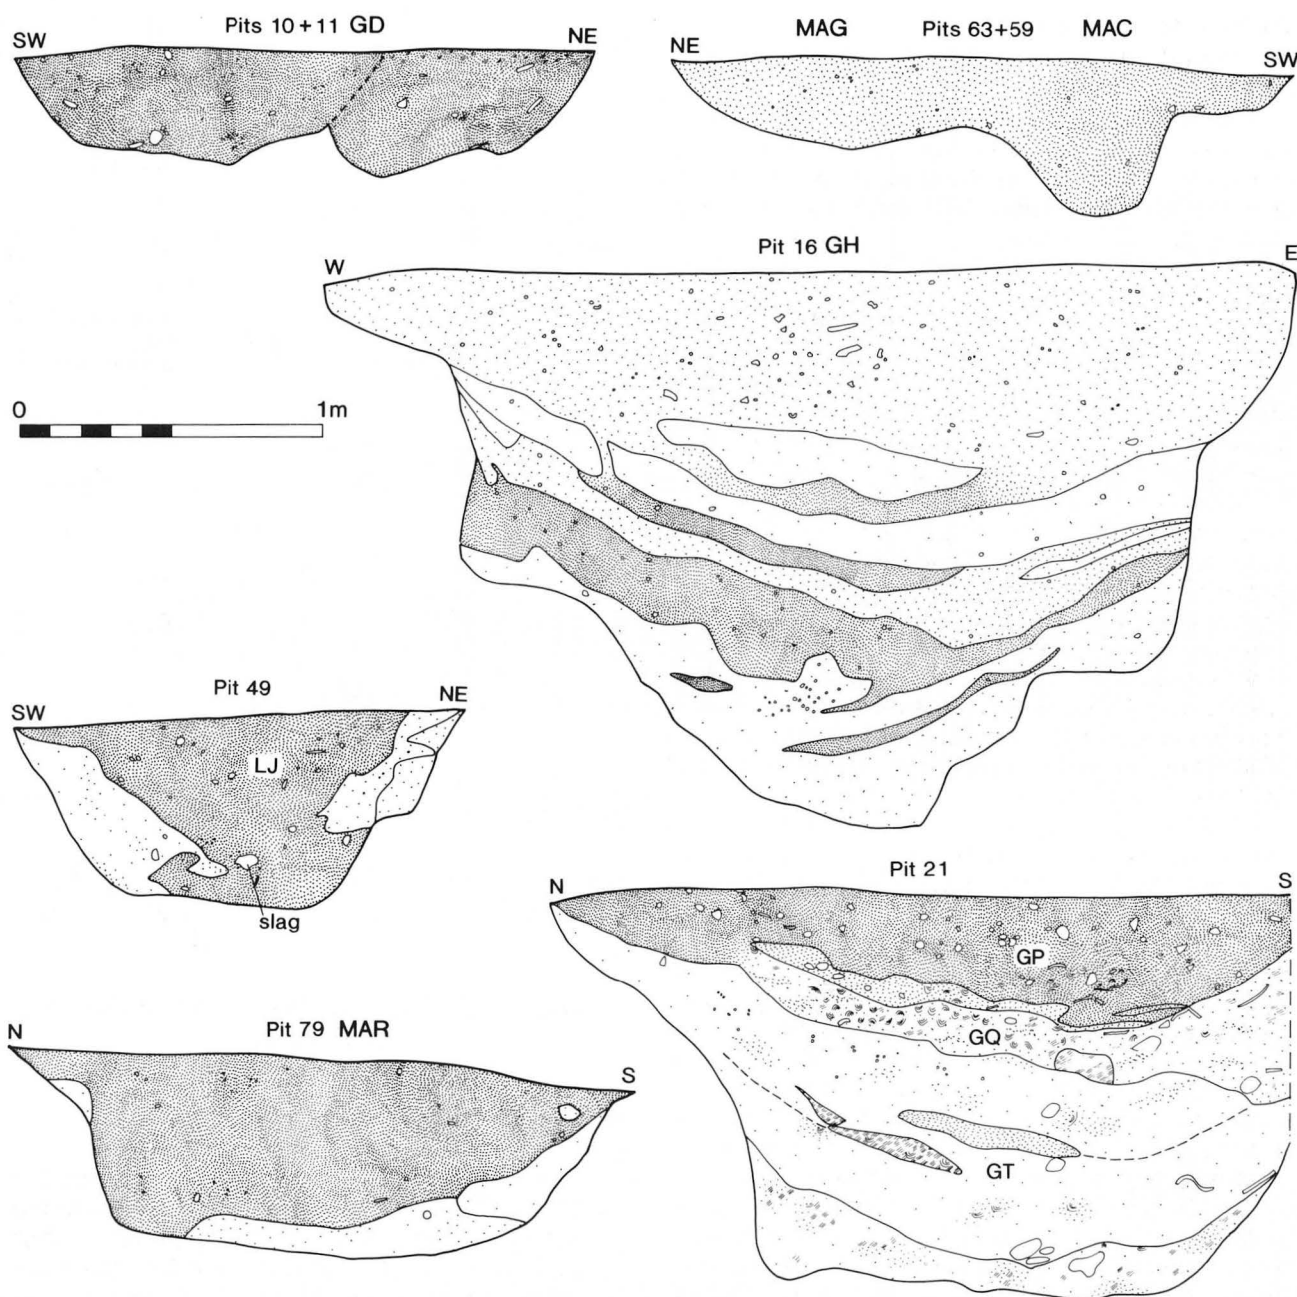 Pits 10 + 11 GD
SW NE
MAG Pits 63+59 MAC
NE SW
Pit 16 GH
W E
0 1m
Pit 49
SW NE
LJ
slag
Pit 21
N S
GP
GQ
GT
Pit 79 MAR
N S